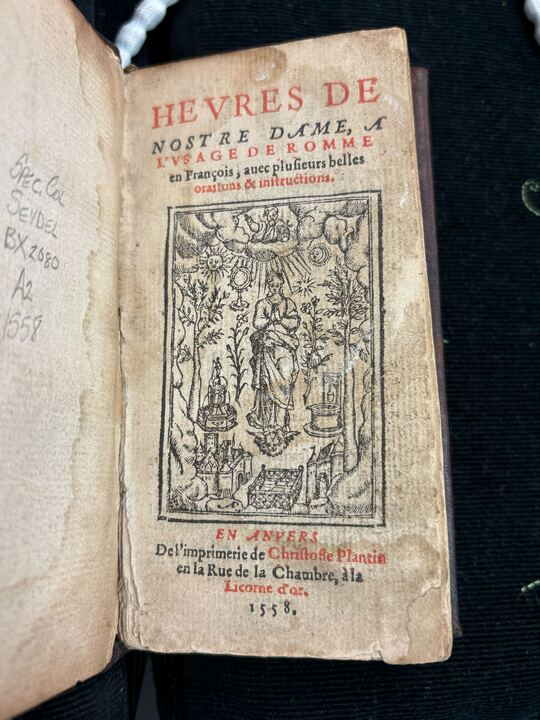 SPEC. COL
SEVDEL
BX 2080
A2
1558
HEVRES DE
NOSTRE DAME, A
L'VSAGE DE ROMME
en François, auec plusieurs belles
oraisons & instructions.
EN ANVERS
De l'imprimerie de Christofle Plantin
en la Rue de la Chambre, à la
Licorne d'or.
1558.